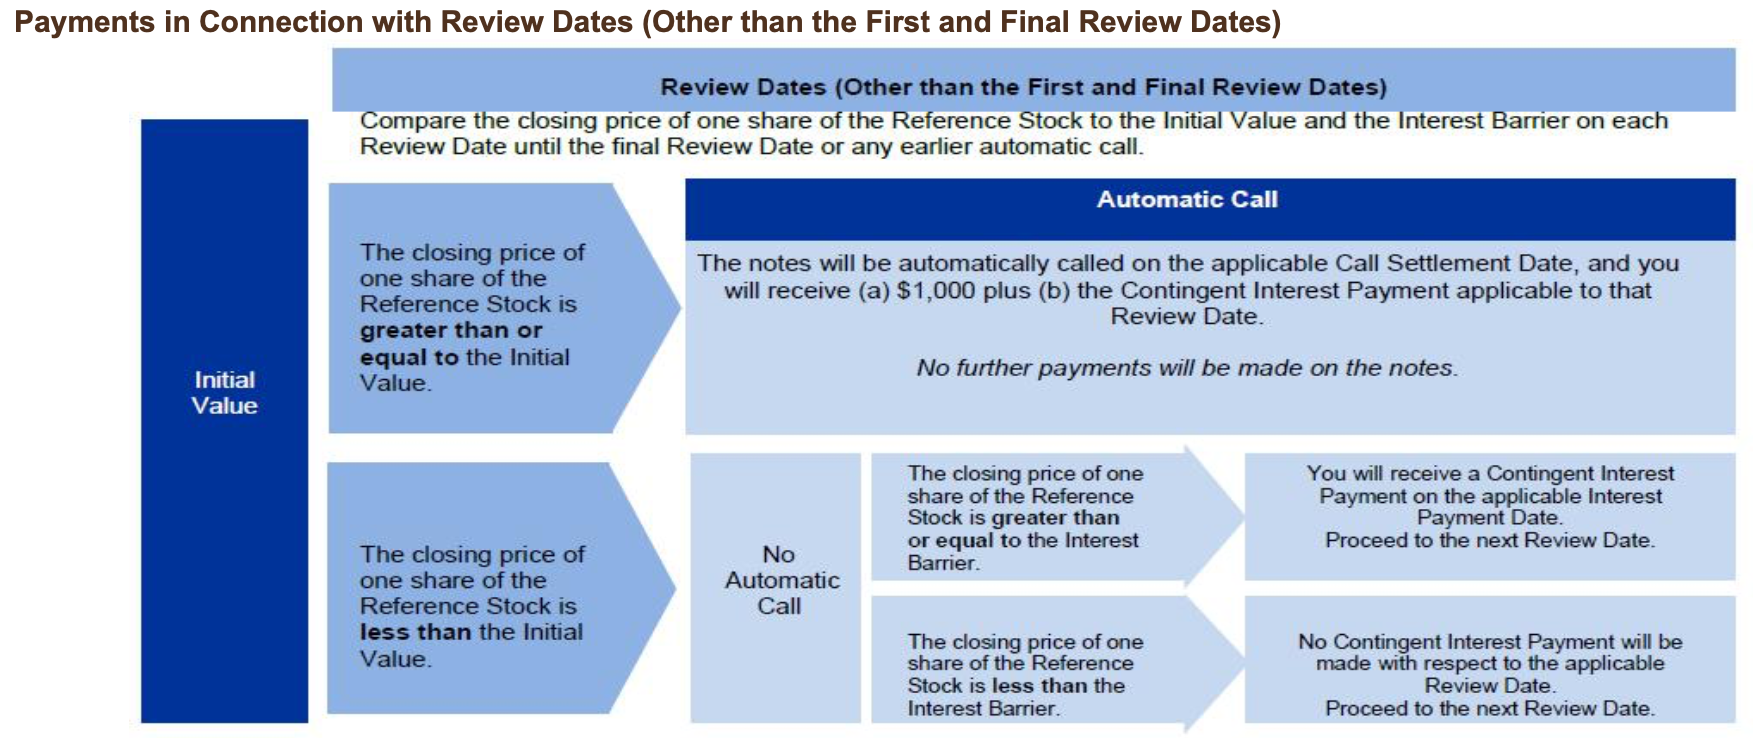 Payments in Connection with Review Dates (Other than the First and Final Review Dates)
Review Dates (Other than the First and Final Review Dates)
Compare the closing price of one share of the Reference Stock to the Initial Value and the Interest Barrier on each
Review Date until the final Review Date or any earlier automatic call.
Initial
Value
The closing price of
one share of the
Reference Stock is
greater than or
equal to the Initial
Value.
Automatic Call
The notes will be automatically called on the applicable Call Settlement Date, and you
will receive (a) $1,000 plus (b) the Contingent Interest Payment applicable to that
Review Date.
No further payments will be made on the notes.
The closing price of
one share of the
Reference Stock is
less than the Initial
Value.
No
Automatic
Call
The closing price of one
share of the Reference
Stock is greater than
or equal to the Interest
Barrier.
You will receive a Contingent Interest
Payment on the applicable Interest
Payment Date.
Proceed to the next Review Date.
The closing price of one
share of the Reference
Stock is less than the
Interest Barrier.
No Contingent Interest Payment will be
made with respect to the applicable
Review Date.
Proceed to the next Review Date.